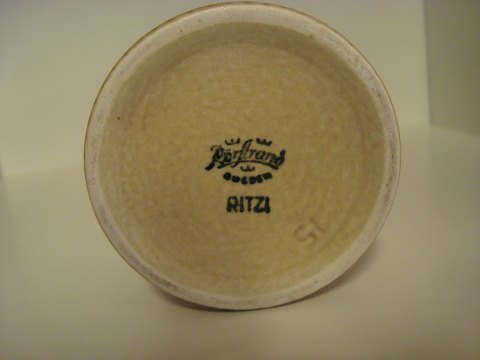 Rörstrand
SWEDEN
RITZI
15